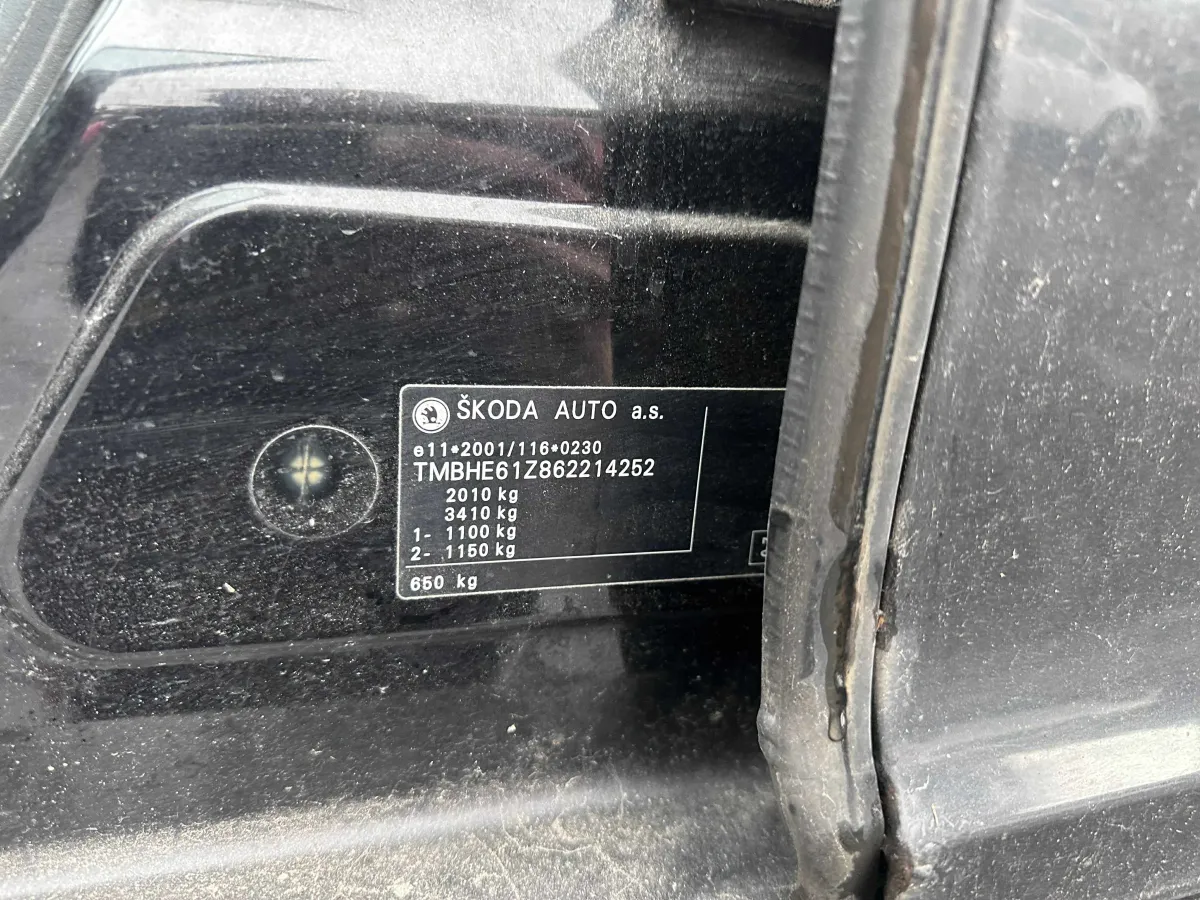 ŠKODA AUTO a.s.
e11*2001/116*0230
TMBHE61Z862214252
2010 kg
3410 kg
1- 1100 kg
2- 1150 kg
650 kg